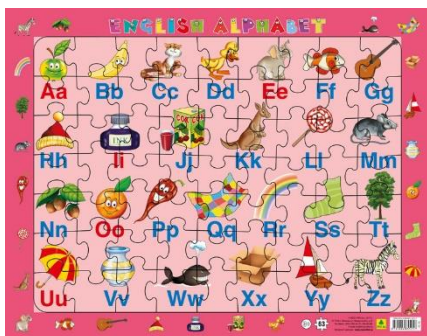 ENGLISH ALPHABET
Aa Bb Cc Dd Ee Ff Gg
Hh Ii Jj Kk Ll Mm
Nn Oo Pp Qq Rr Ss Tt
Uu Vv Ww Xx Yy Zz